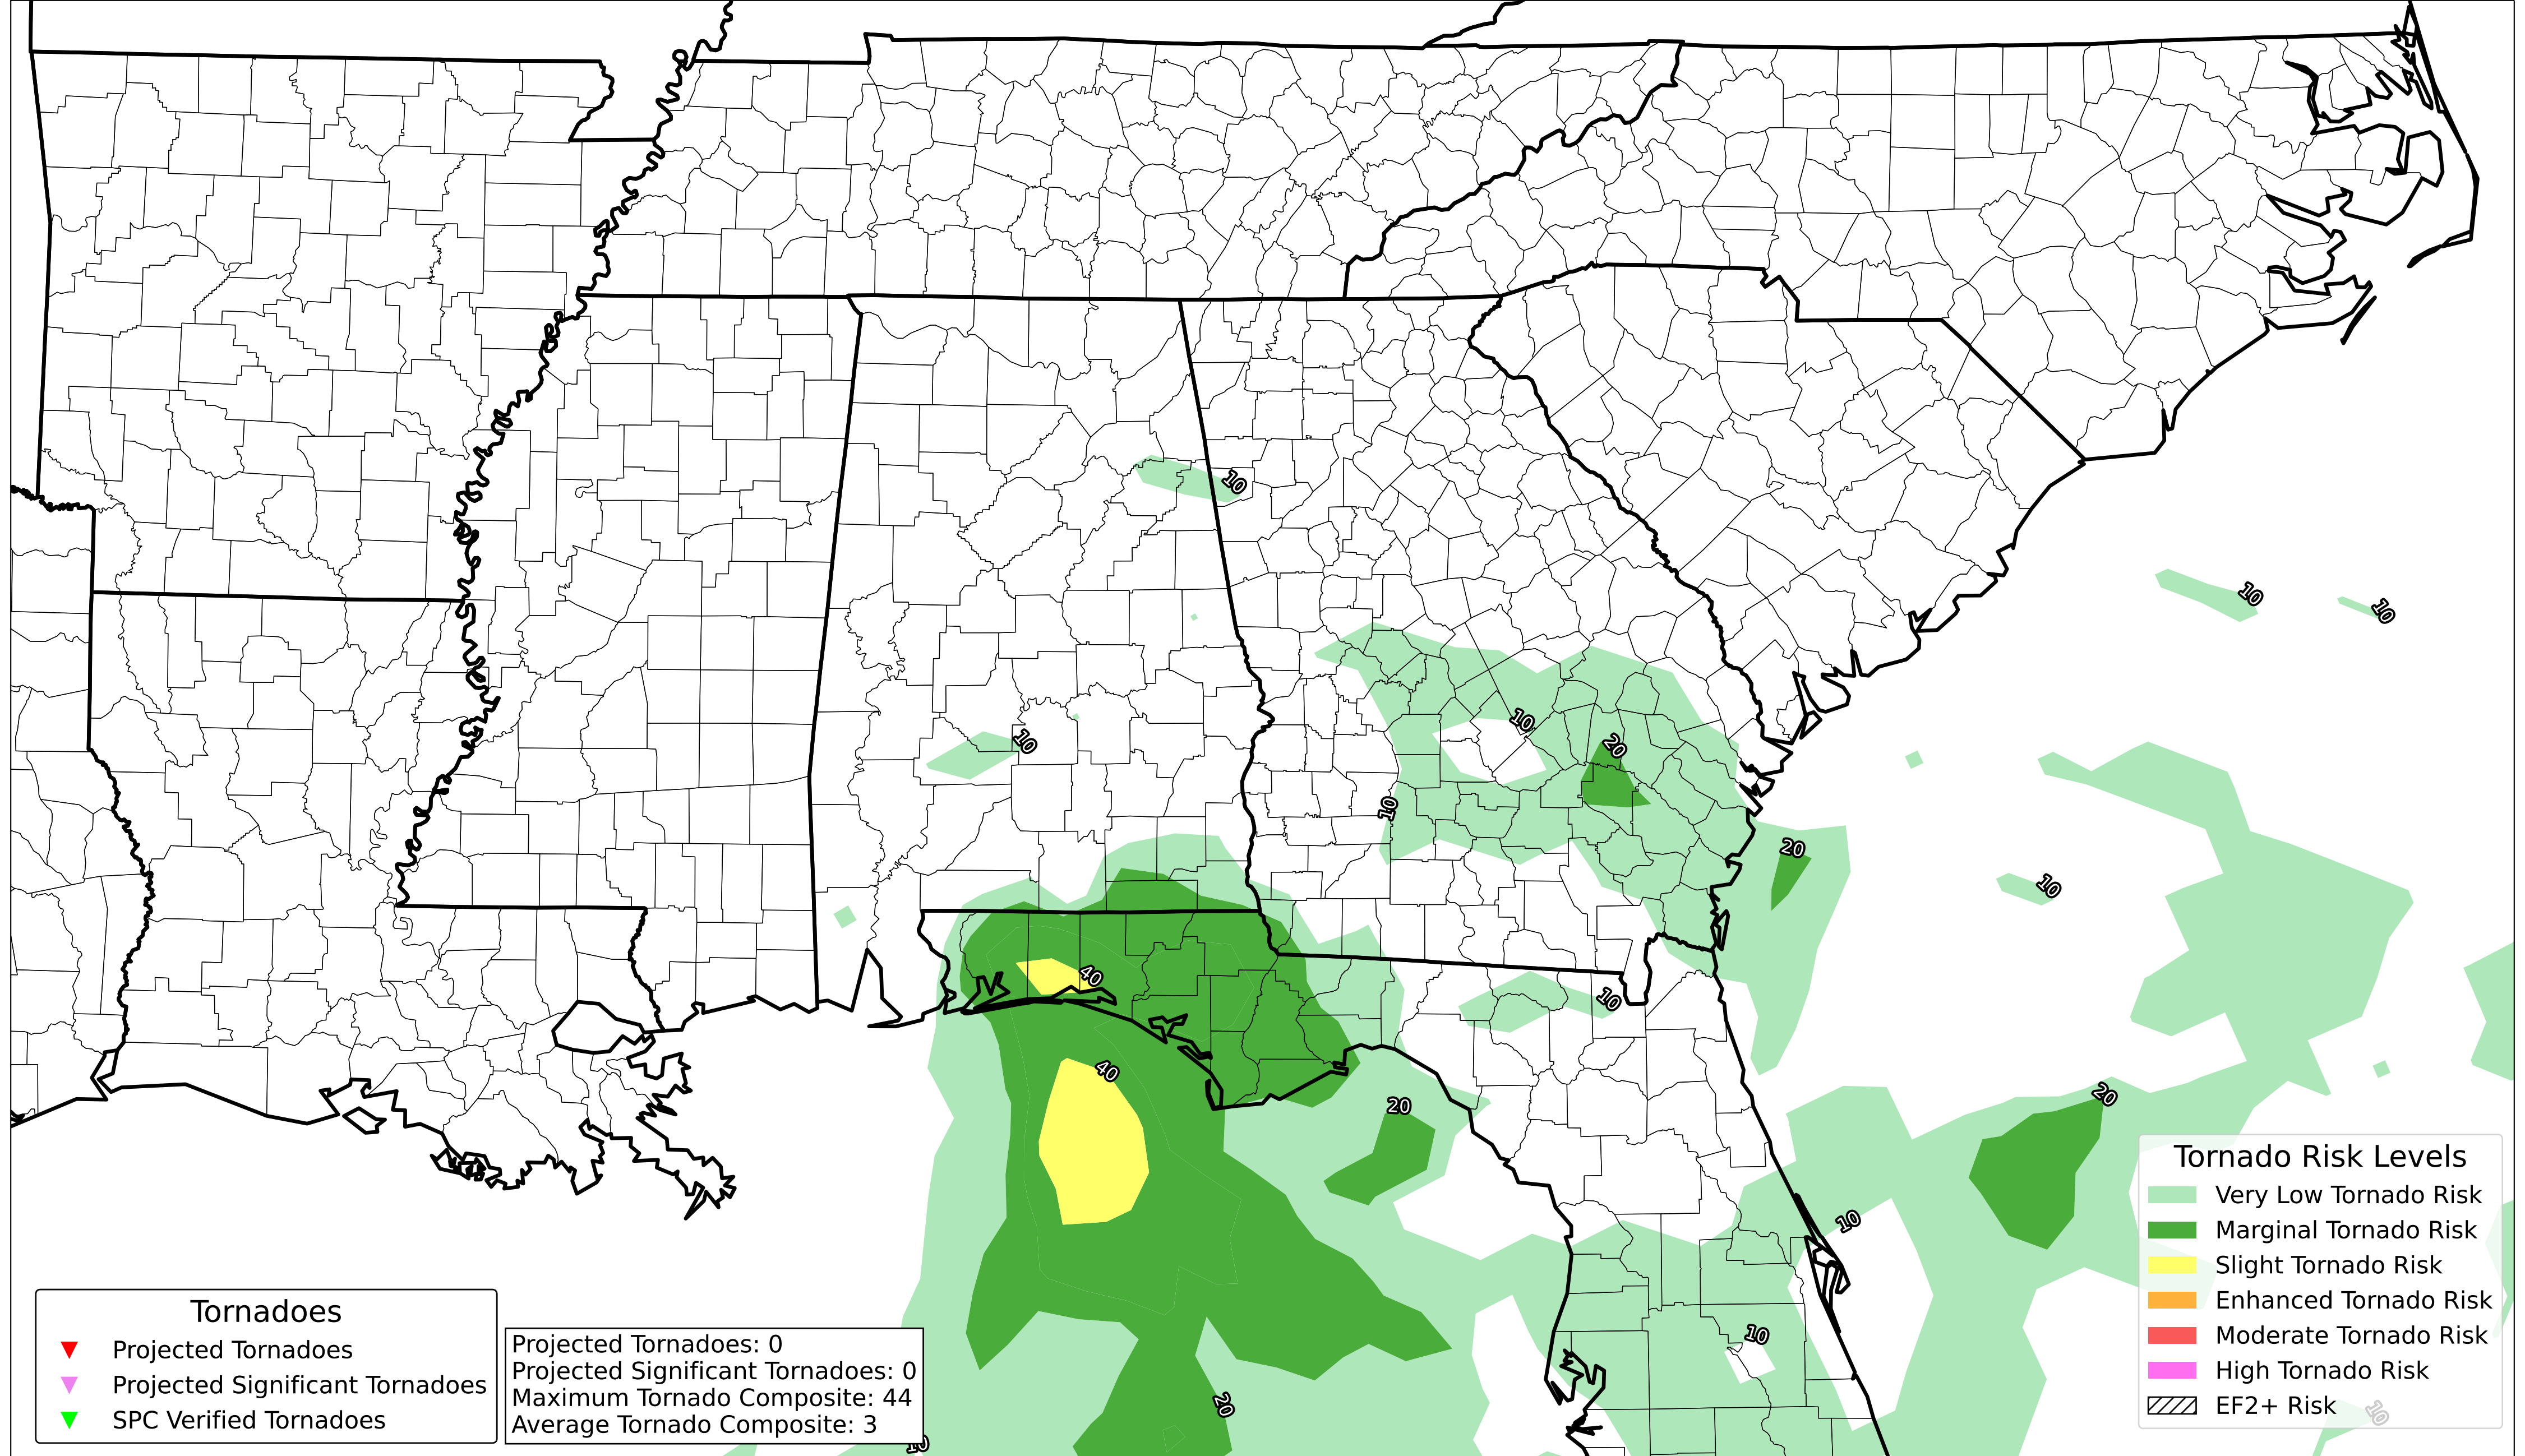 10
10
10
10
20
10
10
20
10
40
10
40
20
20
10
10
20
10
10
Tornado Risk Levels
Very Low Tornado Risk
Marginal Tornado Risk
Slight Tornado Risk
Enhanced Tornado Risk
Moderate Tornado Risk
High Tornado Risk
EF2+ Risk
Tornadoes
Projected Tornadoes
Projected Significant Tornadoes
SPC Verified Tornadoes
Projected Tornadoes: 0
Projected Significant Tornadoes: 0
Maximum Tornado Composite: 44
Average Tornado Composite: 3
10